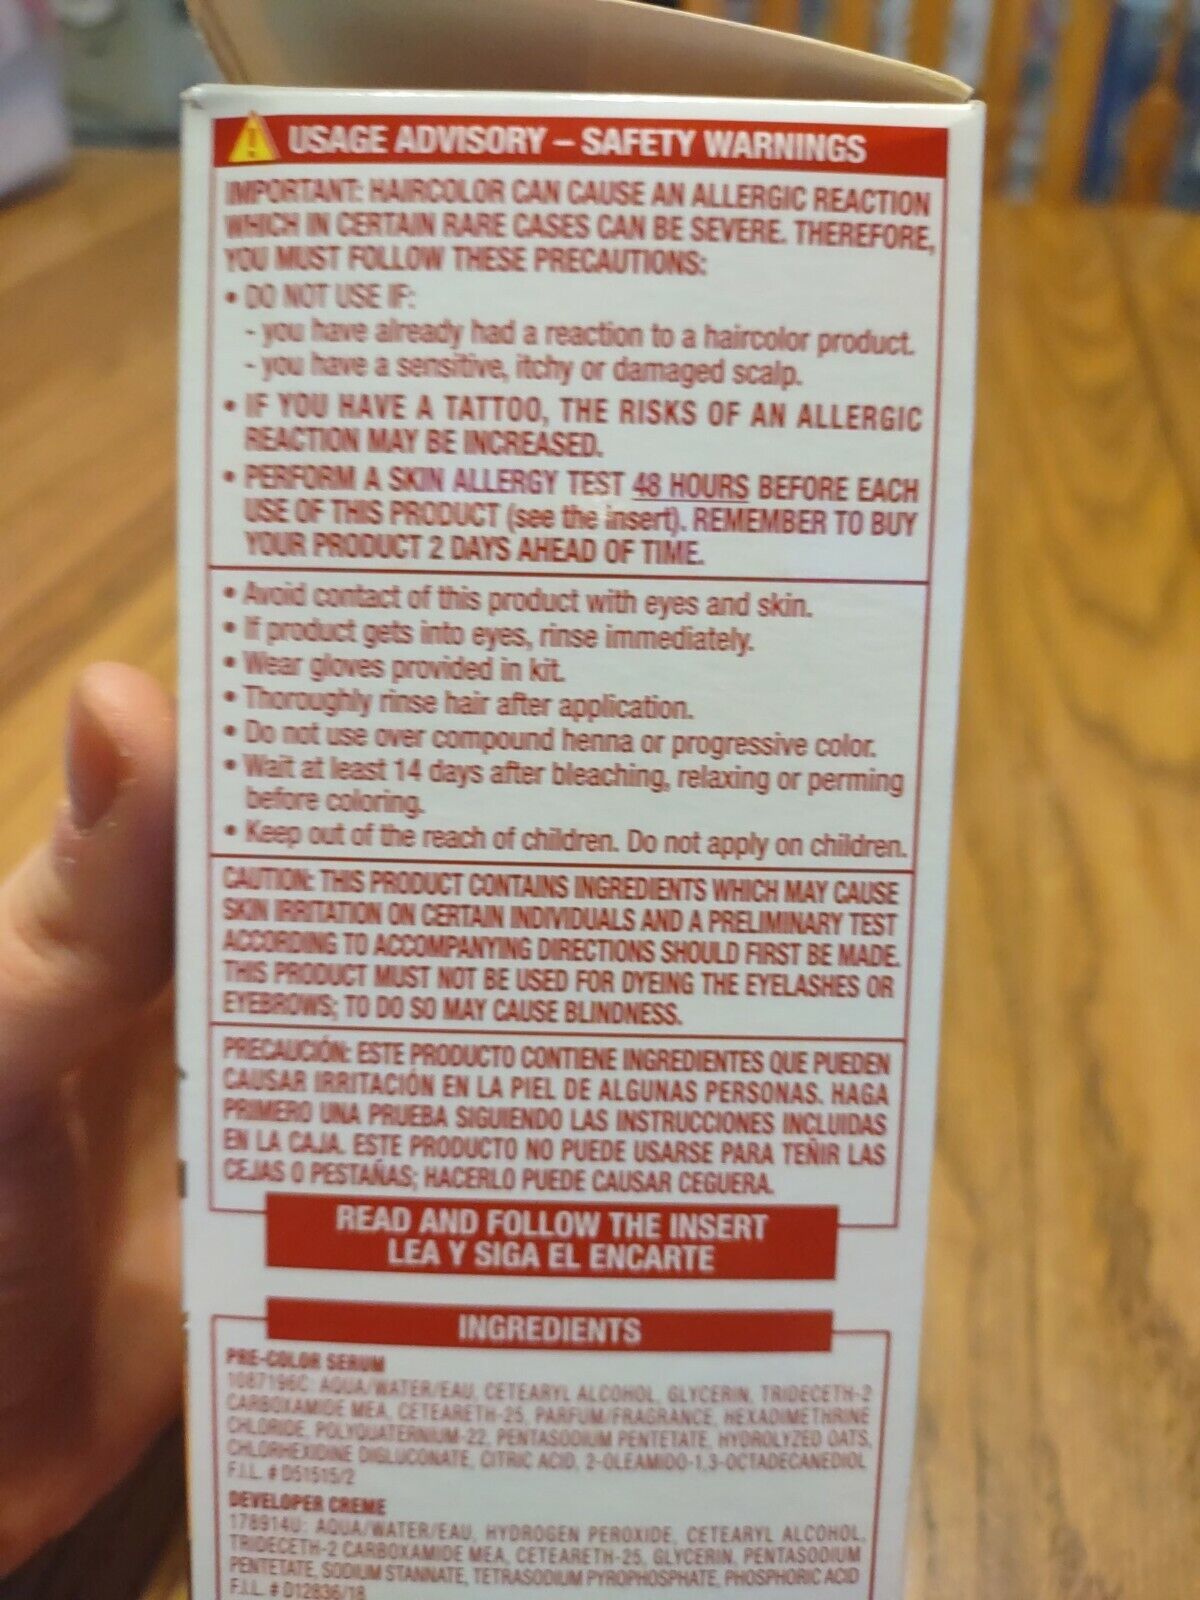 USAGE ADVISORY – SAFETY WARNINGS
IMPORTANT: HAIRCOLOR CAN CAUSE AN ALLERGIC REACTION
WHICH IN CERTAIN RARE CASES CAN BE SEVERE. THEREFORE,
YOU MUST FOLLOW THESE PRECAUTIONS:
• DO NOT USE IF:
- you have already had a reaction to a haircolor product.
- you have a sensitive, itchy or damaged scalp.
• IF YOU HAVE A TATTOO, THE RISKS OF AN ALLERGIC
REACTION MAY BE INCREASED.
• PERFORM A SKIN ALLERGY TEST 48 HOURS BEFORE EACH
USE OF THIS PRODUCT (see the insert). REMEMBER TO BUY
YOUR PRODUCT 2 DAYS AHEAD OF TIME.
• Avoid contact of this product with eyes and skin.
• If product gets into eyes, rinse immediately.
• Wear gloves provided in kit.
• Thoroughly rinse hair after application.
• Do not use over compound henna or progressive color.
• Wait at least 14 days after bleaching, relaxing or perming
before coloring.
• Keep out of the reach of children. Do not apply on children.
CAUTION: THIS PRODUCT CONTAINS INGREDIENTS WHICH MAY CAUSE
SKIN IRRITATION ON CERTAIN INDIVIDUALS AND A PRELIMINARY TEST
ACCORDING TO ACCOMPANYING DIRECTIONS SHOULD FIRST BE MADE.
THIS PRODUCT MUST NOT BE USED FOR DYEING THE EYELASHES OR
EYEBROWS; TO DO SO MAY CAUSE BLINDNESS.
PRECAUCIÓN: ESTE PRODUCTO CONTIENE INGREDIENTES QUE PUEDEN
CAUSAR IRRITACIÓN EN LA PIEL DE ALGUNAS PERSONAS. HAGA
PRIMERO UNA PRUEBA SIGUIENDO LAS INSTRUCCIONES INCLUIDAS
EN LA CAJA. ESTE PRODUCTO NO PUEDE USARSE PARA TEÑIR LAS
CEJAS O PESTAÑAS; HACERLO PUEDE CAUSAR CEGUERA.
READ AND FOLLOW THE INSERT
LEA Y SIGA EL ENCARTE
INGREDIENTS
PRE-COLOR SERUM
1087196C: AQUA/WATER/EAU, CETEARYL ALCOHOL, GLYCERIN, TRIDECETH-2
CARBOXAMIDE MEA, CETEARETH-25, PARFUM/FRAGRANCE, HEXADIMETHRINE
CHLORIDE, POLYQUATERNIUM-22, PENTASODIUM PENTETATE, HYDROLYZED OATS,
CHLORHEXIDINE DIGLUCONATE, CITRIC ACID, 2-OLEAMIDO-1,3-OCTADECANEDIOL
F.I.L. # D51515/2
DEVELOPER CREME
178914U: AQUA/WATER/EAU, HYDROGEN PEROXIDE, CETEARYL ALCOHOL,
TRIDECETH-2 CARBOXAMIDE MEA, CETEARETH-25, GLYCERIN, PENTASODIUM
PENTETATE, SODIUM STANNATE, TETRASODIUM PYROPHOSPHATE, PHOSPHORIC ACID
F.I.L. # D12836/18